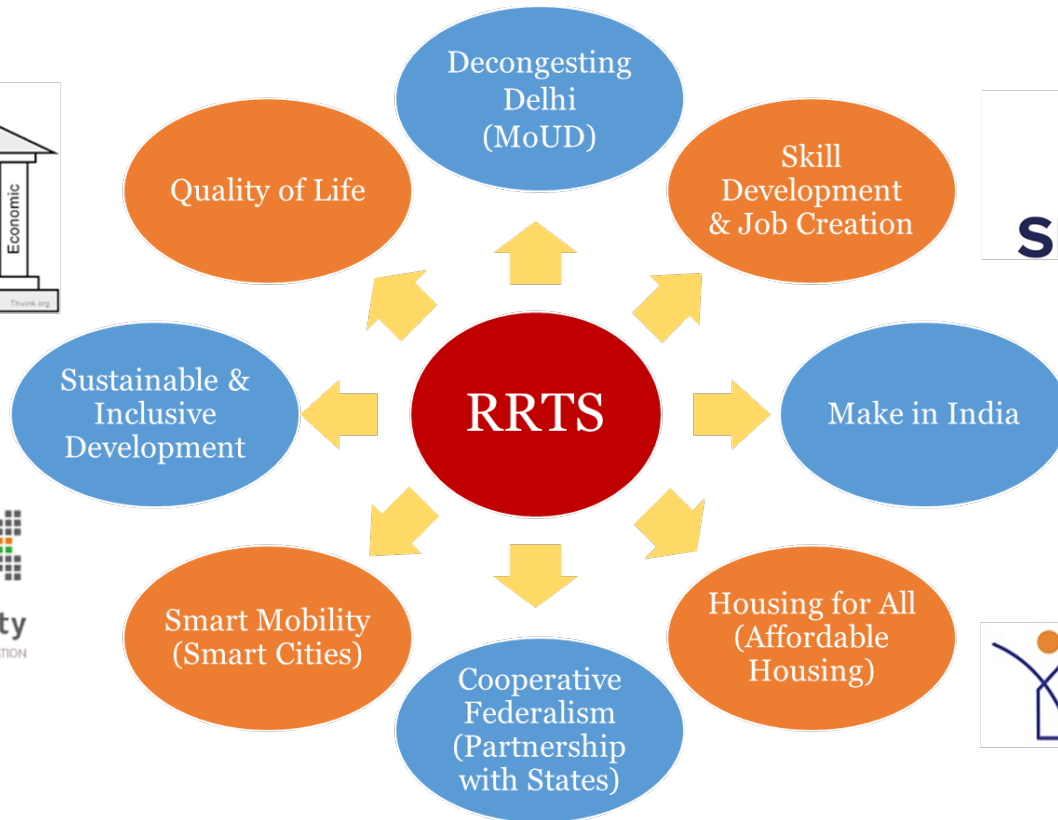 Decongesting
Delhi
(MoUD)
Quality of Life
Skill
Development
& Job Creation
Economic
Thwink.org
Sustainable &
Inclusive
Development
RRTS
Make in India
Smart Mobility
(Smart Cities)
Housing for All
(Affordable
Housing)
Cooperative
Federalism
(Partnership
with States)